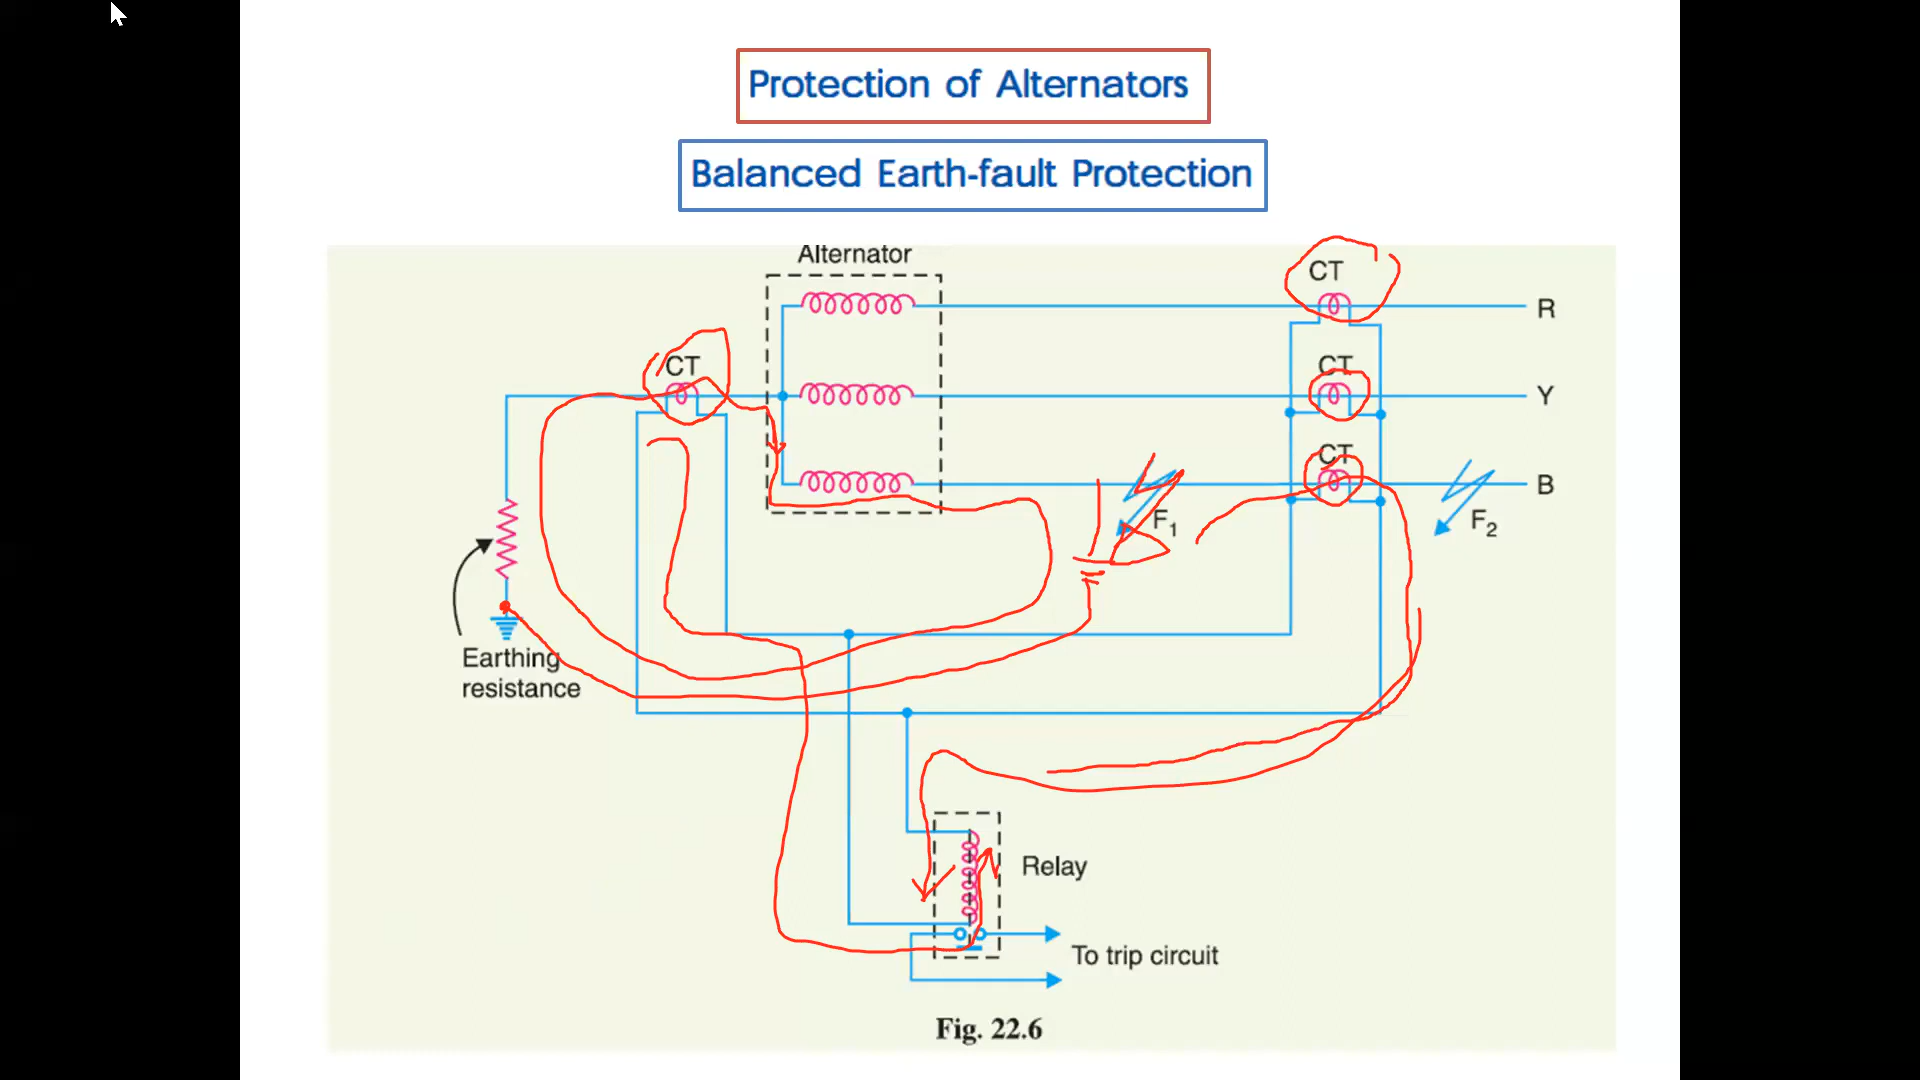 Protection of Alternators
Balanced Earth-fault Protection
Alternator
CT
R
CT
CT
Y
CT
B
F1
F2
Earthing
resistance
Relay
To trip circuit
Fig. 22.6